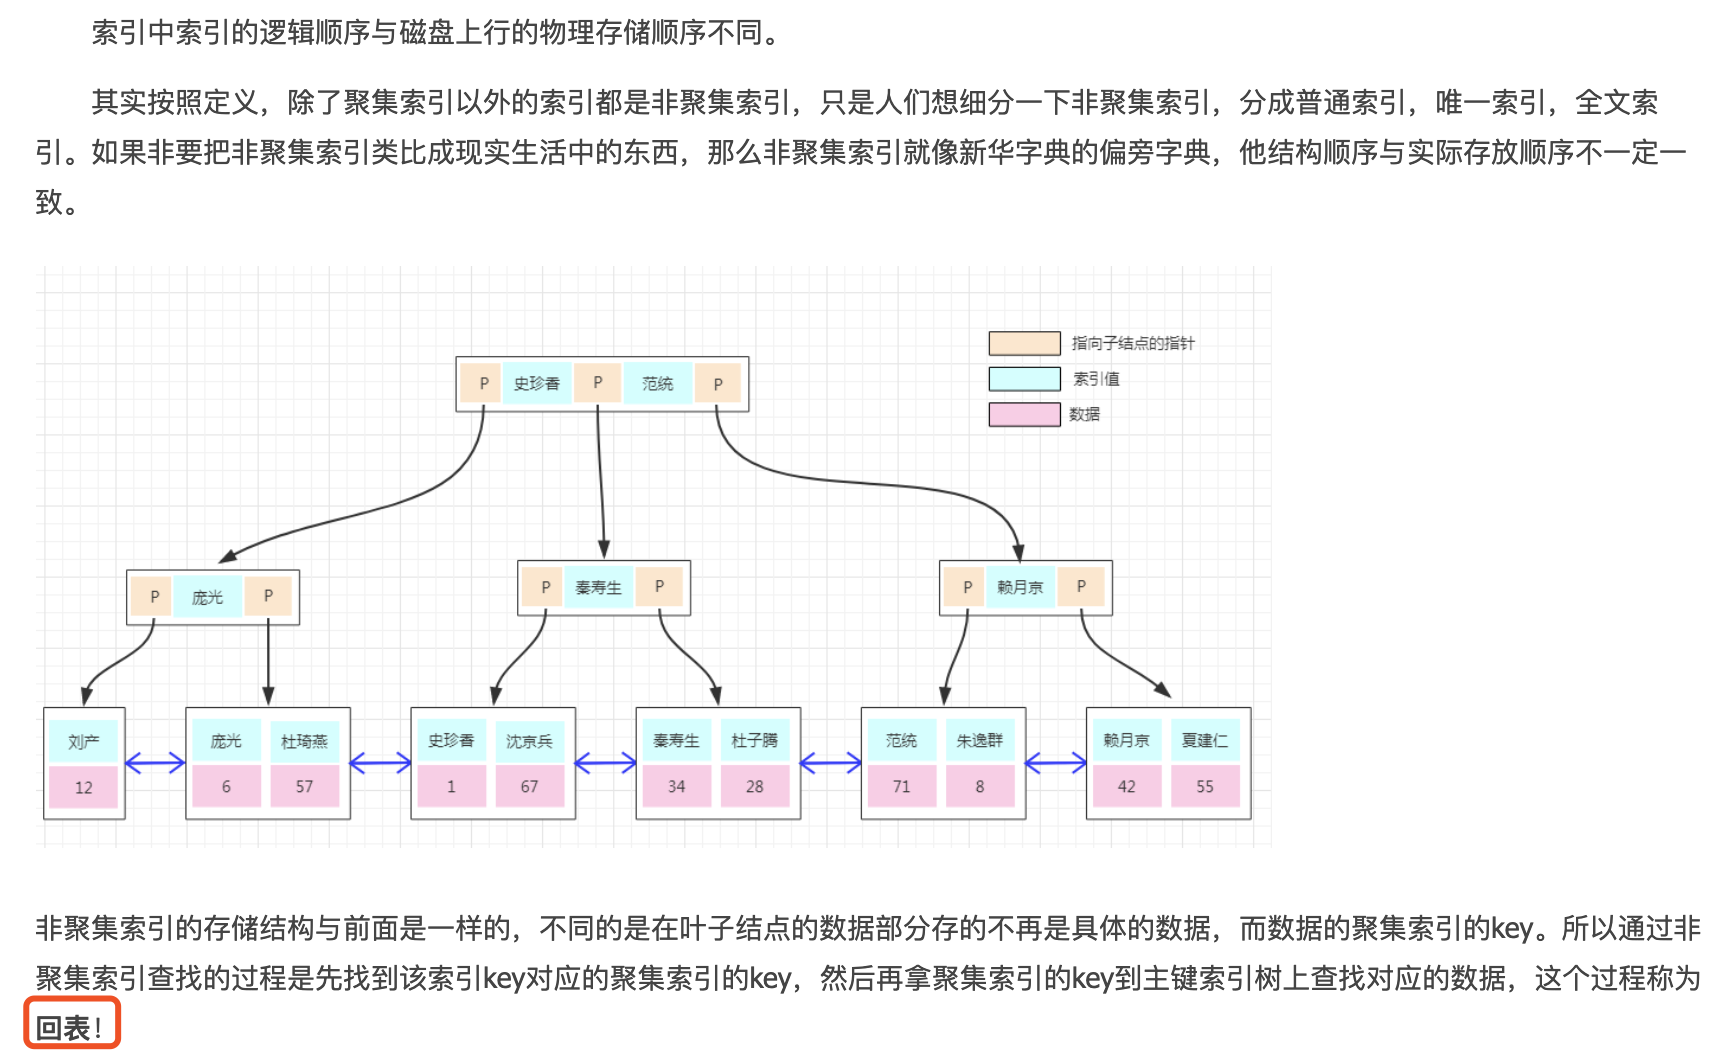 索引中索引的逻辑顺序与磁盘上行的物理存储顺序不同。
其实按照定义，除了聚集索引以外的索引都是非聚集索引，只是人们想细分一下非聚集索引，分成普通索引，唯一索引，全文索
引。如果非要把非聚集索引类比成现实生活中的东西，那么非聚集索引就像新华字典的偏旁字典，他结构顺序与实际存放顺序不一定一
致。
指向子结点的指针
P 史珍香 P 范统 P
索引值
数据
P 庞光 P
P 秦寿生 P
P 赖月京 P
刘产 庞光 杜琦燕 史珍香 沈京兵 秦寿生 杜子腾 范统 朱逸群 赖月京 夏建仁
12 6 57 1 67 34 28 71 8 42 55
非聚集索引的存储结构与前面是一样的，不同的是在叶子结点的数据部分存的不再是具体的数据，而数据的聚集索引的key。所以通过非
聚集索引查找的过程是先找到该索引key对应的聚集索引的key，然后再拿聚集索引的key到主键索引树上查找对应的数据，这个过程称为
回表！